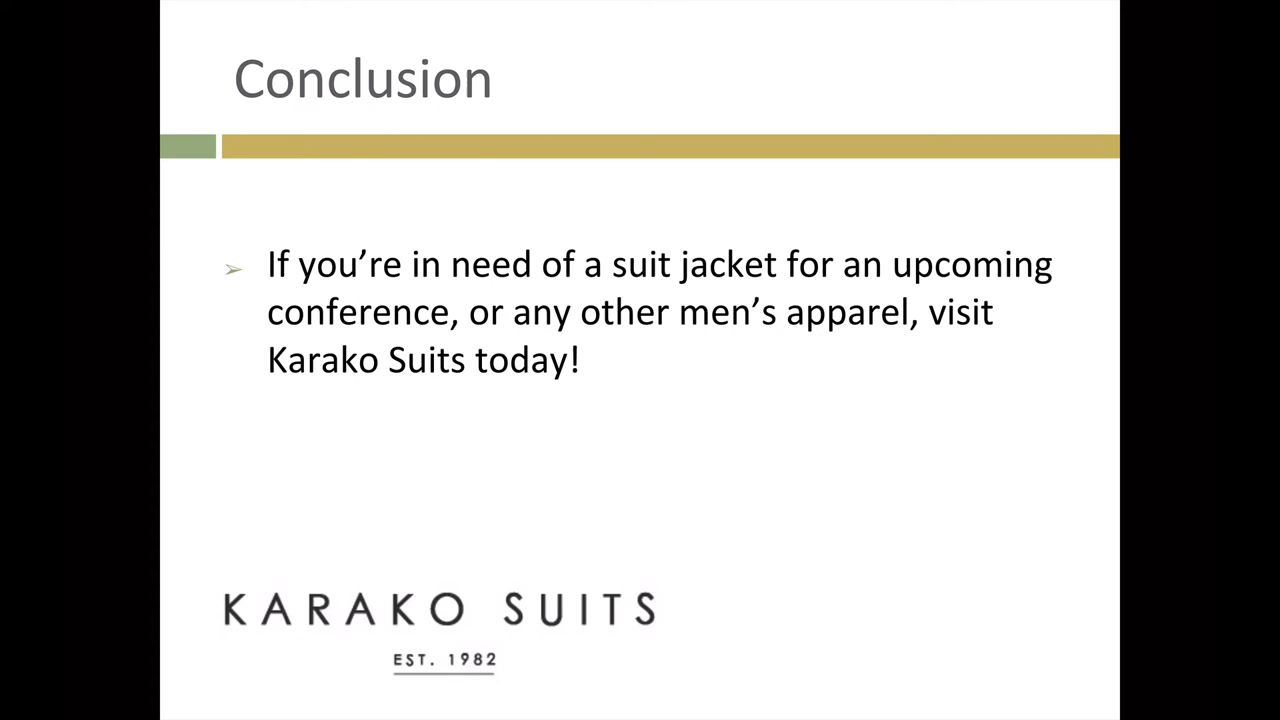 Conclusion
➢ If you’re in need of a suit jacket for an upcoming
conference, or any other men’s apparel, visit
Karako Suits today!
KARAKO SUITS
EST. 1982